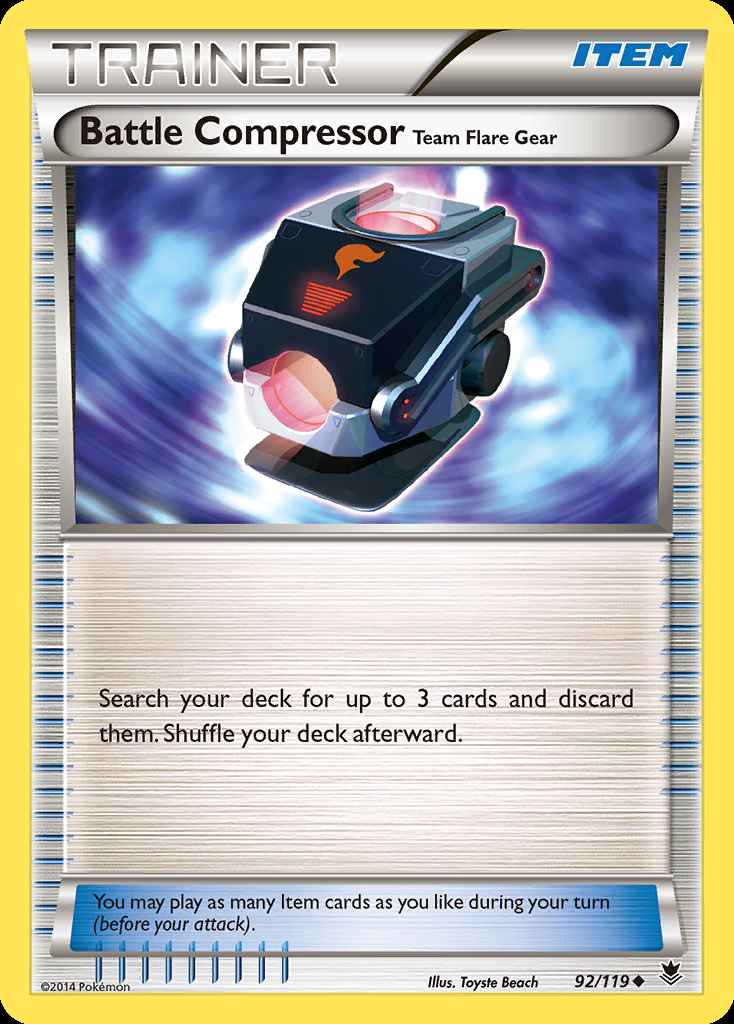 TRAINER
ITEM
Battle Compressor Team Flare Gear
Search your deck for up to 3 cards and discard
them. Shuffle your deck afterward.
You may play as many Item cards as you like during your turn
(before your attack).
©2014 Pokémon
Illus. Toyste Beach
92/119